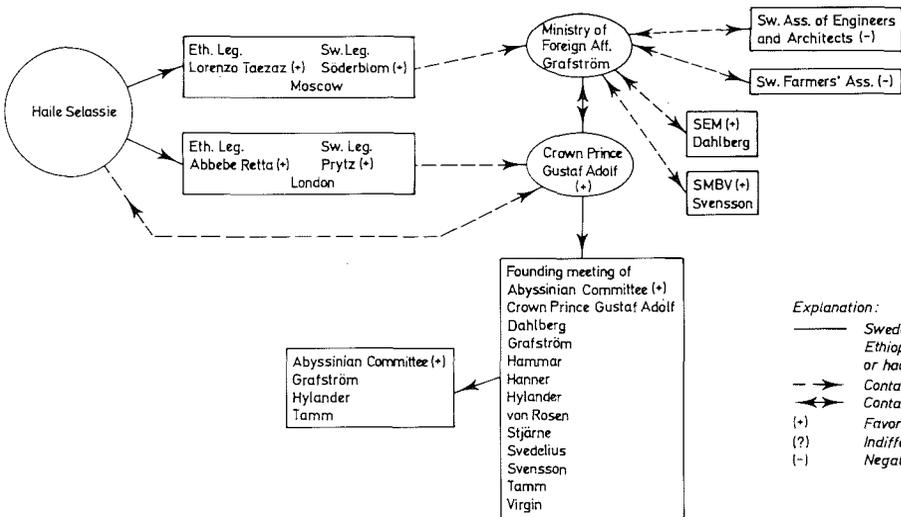 Haile Selassie
Eth. Leg. Sw. Leg.
Lorenzo Taezaz (+) Söderblom (+)
Moscow
Eth. Leg. Sw. Leg.
Abbebe Retta (+) Prytz (+)
London
Ministry of
Foreign Aff.
Grafström
Crown Prince
Gustaf Adolf
(+)
Sw. Ass. of Engineers
and Architects (-)
Sw. Farmers' Ass. (-)
SEM (+)
Dahlberg
SMBV (+)
Svensson
Founding meeting of
Abyssinian Committee (+)
Crown Prince Gustaf Adolf
Dahlberg
Grafström
Hammar
Hanner
Hylander
von Rosen
Stjärne
Svedelius
Svensson
Tamm
Virgin
Abyssinian Committee (+)
Grafström
Hylander
Tamm
Explanation:
or
(+)
(?)
(-)